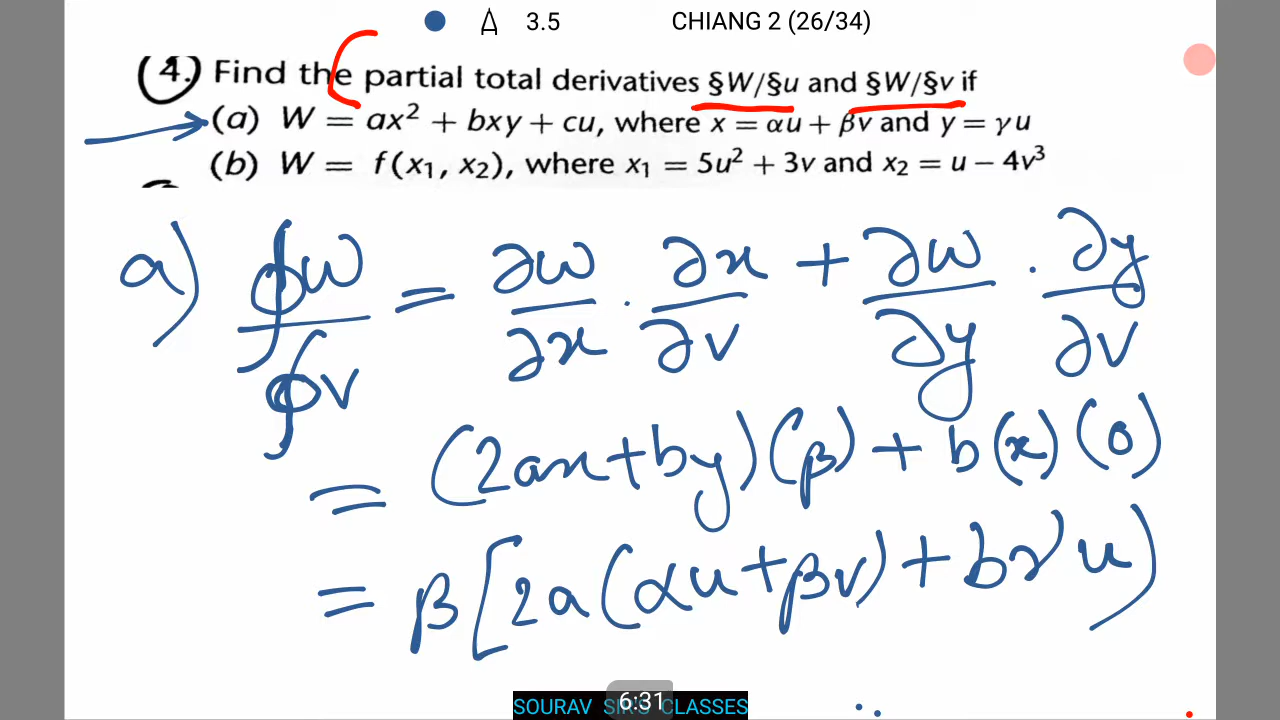 3.5 CHIANG 2 (26/34)
4. Find the partial total derivatives §W/§u and §W/§v if
(a) W = ax² + bxy + cu, where x = αu + βv and y = γu
(b) W = f(x₁, x₂), where x₁ = 5u² + 3v and x₂ = u − 4v³
a) §w/§v = ∂w/∂x · ∂x/∂v + ∂w/∂y · ∂y/∂v
= (2ax+by)(β) + b(x)(0)
= β[2a(αu+βv)+bγu)
6:31
SOURAV SIR'S CLASSES